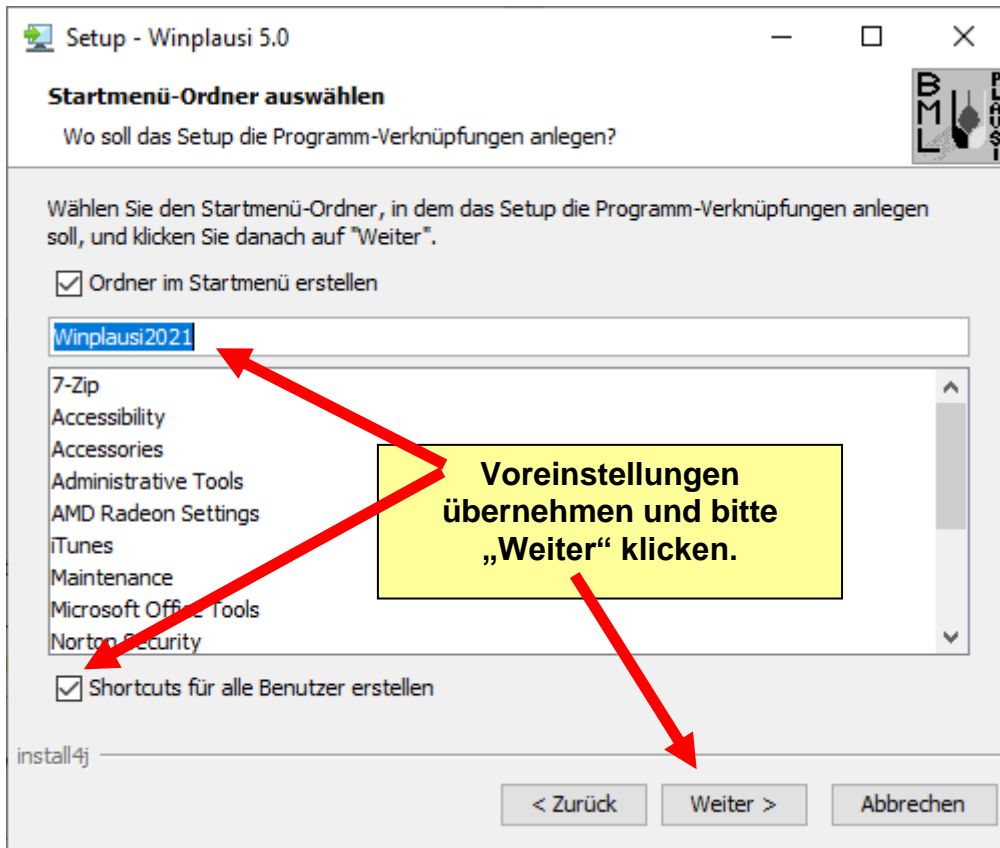 Setup - Winplausi 5.0
Startmenü-Ordner auswählen
Wo soll das Setup die Programm-Verknüpfungen anlegen?
BML
PLAUSI
Wählen Sie den Startmenü-Ordner, in dem das Setup die Programm-Verknüpfungen anlegen
soll, und klicken Sie danach auf "Weiter".
Ordner im Startmenü erstellen
Winplausi2021
7-Zip
Accessibility
Accessories
Administrative Tools
AMD Radeon Settings
iTunes
Maintenance
Microsoft Office Tools
Norton Security
Voreinstellungen
übernehmen und bitte
„Weiter“ klicken.
Shortcuts für alle Benutzer erstellen
install4j
< Zurück
Weiter >
Abbrechen